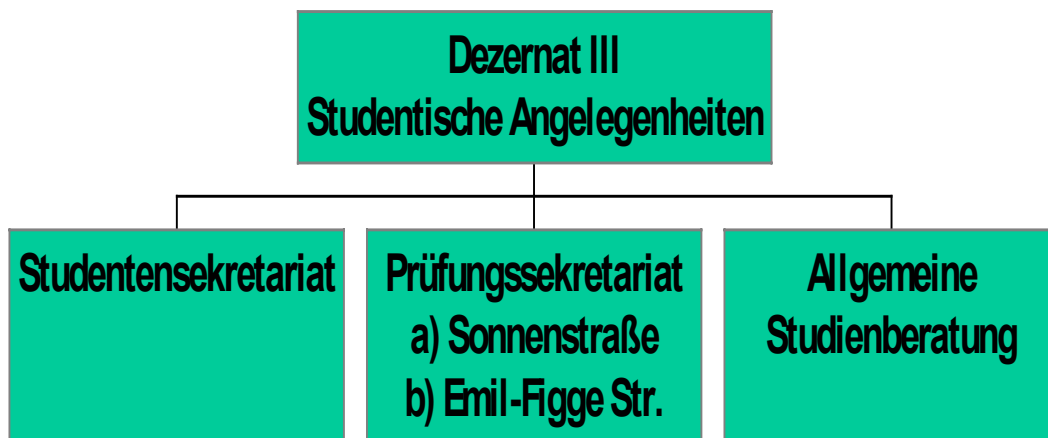 Dezernat III
Studentische Angelegenheiten
Studentensekretariat
Prüfungssekretariat
a) Sonnenstraße
b) Emil-Figge Str.
Allgemeine
Studienberatung